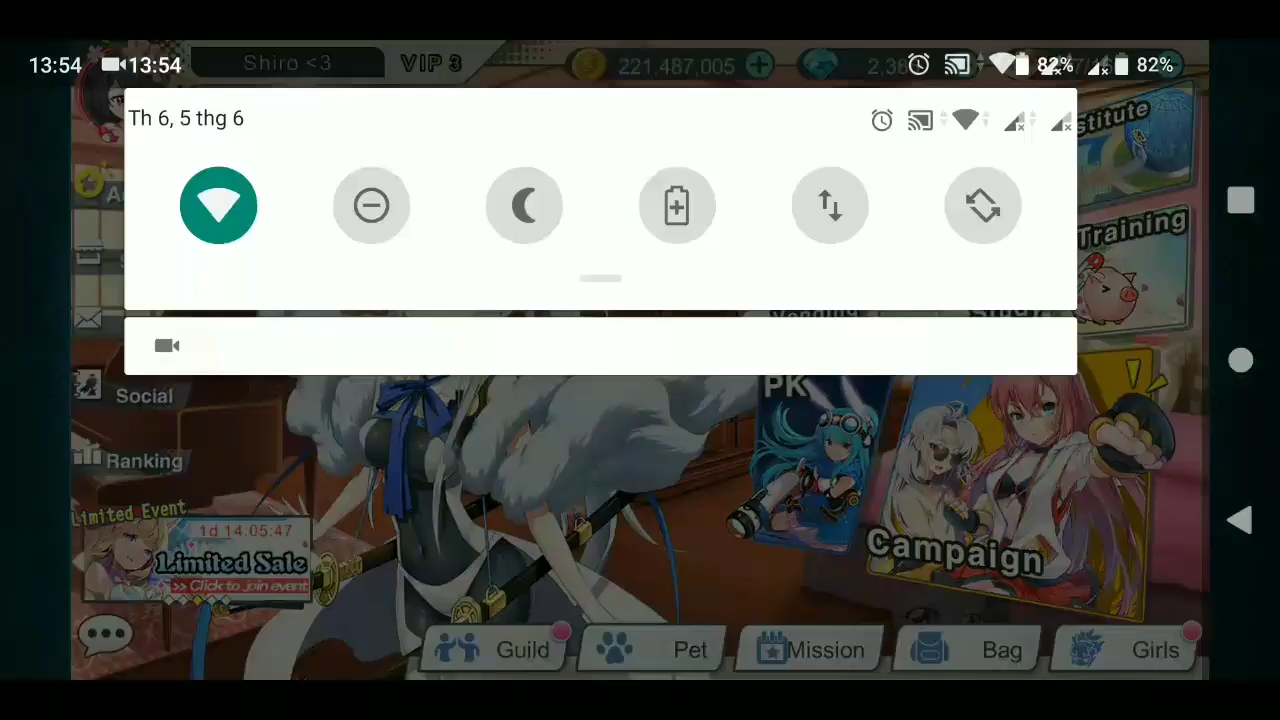 13:54
13:54
82%
82%
Shiro <3
VIP 3
221,487,005
Th 6, 5 thg 6
Training
Social
PK
Ranking
Limited Event
1d 14:05:47
Limited Sale
>> Click to join event
Campaign
Guild
Pet
Mission
Bag
Girls